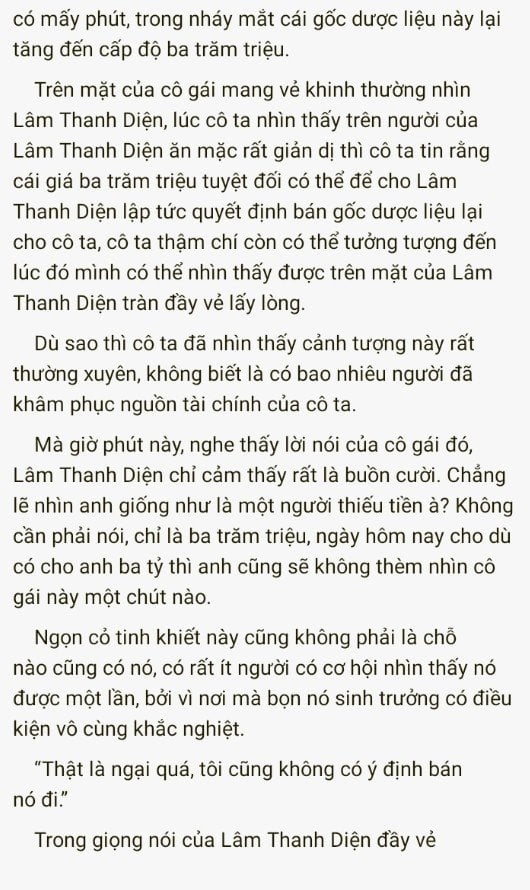 có mấy phút, trong nháy mắt cái gốc dược liệu này lại
tăng đến cấp độ ba trăm triệu.
Trên mặt của cô gái mang vẻ khinh thường nhìn
Lâm Thanh Diện, lúc cô ta nhìn thấy trên người của
Lâm Thanh Diện ăn mặc rất giản dị thì cô ta tin rằng
cái giá ba trăm triệu tuyệt đối có thể để cho Lâm
Thanh Diện lập tức quyết định bán gốc dược liệu lại
cho cô ta, cô ta thậm chí còn có thể tưởng tượng đến
lúc đó mình có thể nhìn thấy được trên mặt của Lâm
Thanh Diện tràn đầy vẻ lấy lòng.
Dù sao thì cô ta đã nhìn thấy cảnh tượng này rất
thường xuyên, không biết là có bao nhiêu người đã
khâm phục nguồn tài chính của cô ta.
Mà giờ phút này, nghe thấy lời nói của cô gái đó,
Lâm Thanh Diện chỉ cảm thấy rất là buồn cười. Chẳng
lẽ nhìn anh giống như là một người thiếu tiền à? Không
cần phải nói, chỉ là ba trăm triệu, ngày hôm nay cho dù
có cho anh ba tỷ thì anh cũng sẽ không thèm nhìn cô
gái này một chút nào.
Ngọn cỏ tinh khiết này cũng không phải là chỗ
nào cũng có nó, có rất ít người có cơ hội nhìn thấy nó
được một lần, bởi vì nơi mà bọn nó sinh trưởng có điều
kiện vô cùng khắc nghiệt.
“Thật là ngại quá, tôi cũng không có ý định bán
nó đi.”
Trong giọng nói của Lâm Thanh Diện đầy vẻ